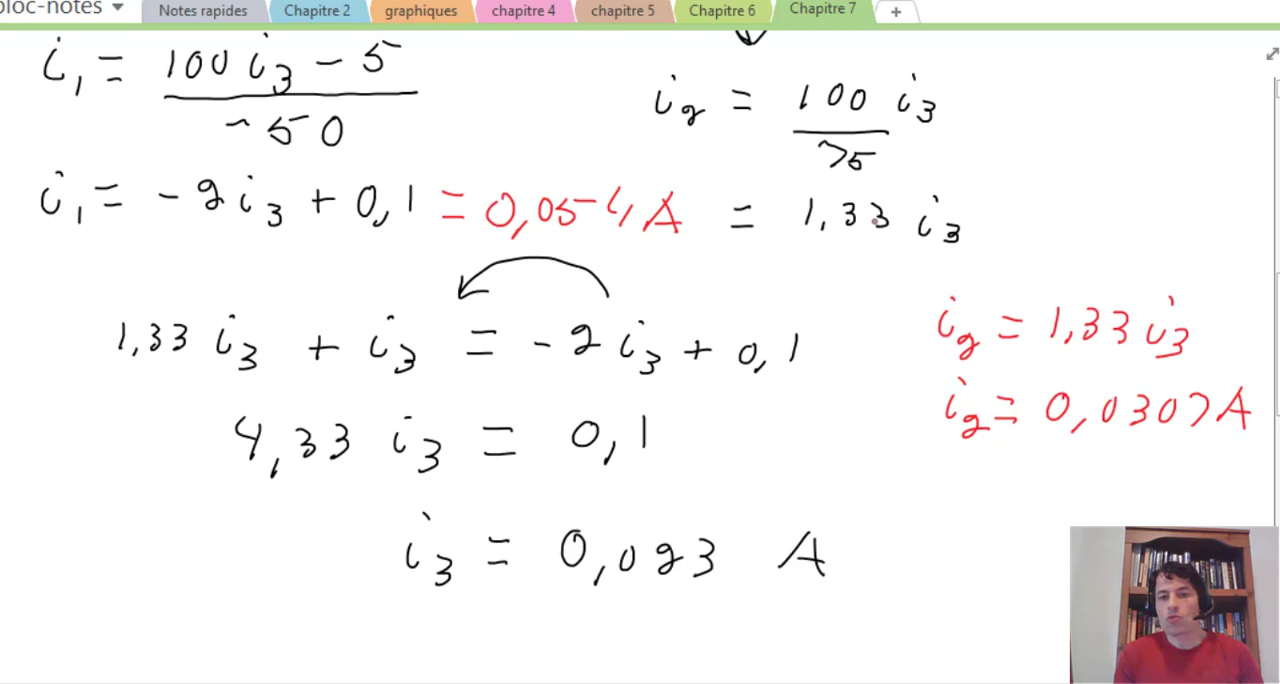 bloc-notes Notes rapides Chapitre 2 graphiques chapitre 4 chapitre 5 Chapitre 6 Chapitre 7 +
i₁ = (100 i₃ - 5) / -50
i₂ = 100/75 i₃
i₁ = -2 i₃ + 0,1 = 0,054 A
= 1,33 i₃
1,33 i₃ + i₃ = -2 i₃ + 0,1
i₂ = 1,33 i₃
i₂ = 0,0307 A
4,33 i₃ = 0,1
i₃ = 0,023 A